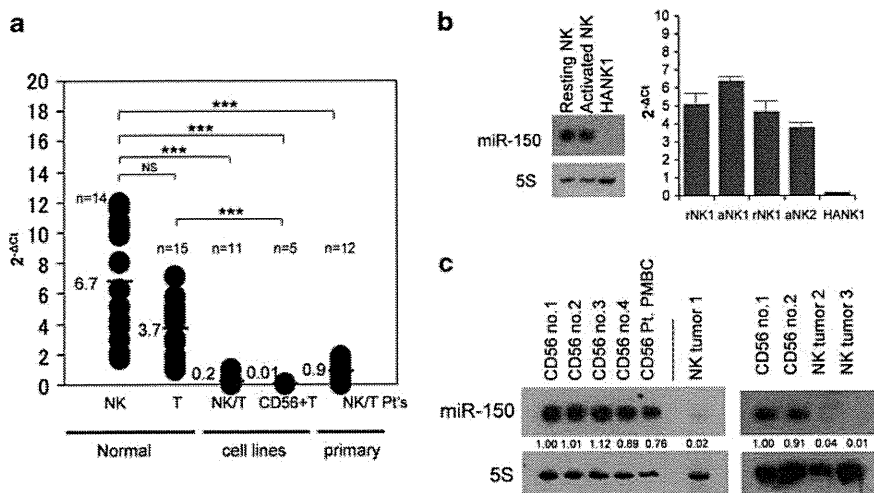 a
20
18
16
14
12
10
8
6
4
2
0
2-ΔCt
***
***
***
NS
***
n=14
n=15
n=11
n=5
n=12
6.7
3.7
0.2
0.01
0.9
NK
T
NK/T
CD56+T
NK/T Pt's
Normal
cell lines
primary
b
Resting NK
Activated NK
HANK1
miR-150
5S
2-ΔCt
10
9
8
7
6
5
4
3
2
1
0
rNK1 aNK1 rNK1 aNK2 HANK1
c
CD56 no.1
CD56 no.2
CD56 no.3
CD56 no.4
CD56 Pt. PMBC
NK tumor 1
CD56 no.1
CD56 no.2
NK tumor 2
NK tumor 3
miR-150
1.00 1.01 1.12 0.89 0.76 0.02
1.00 0.91 0.04 0.01
5S